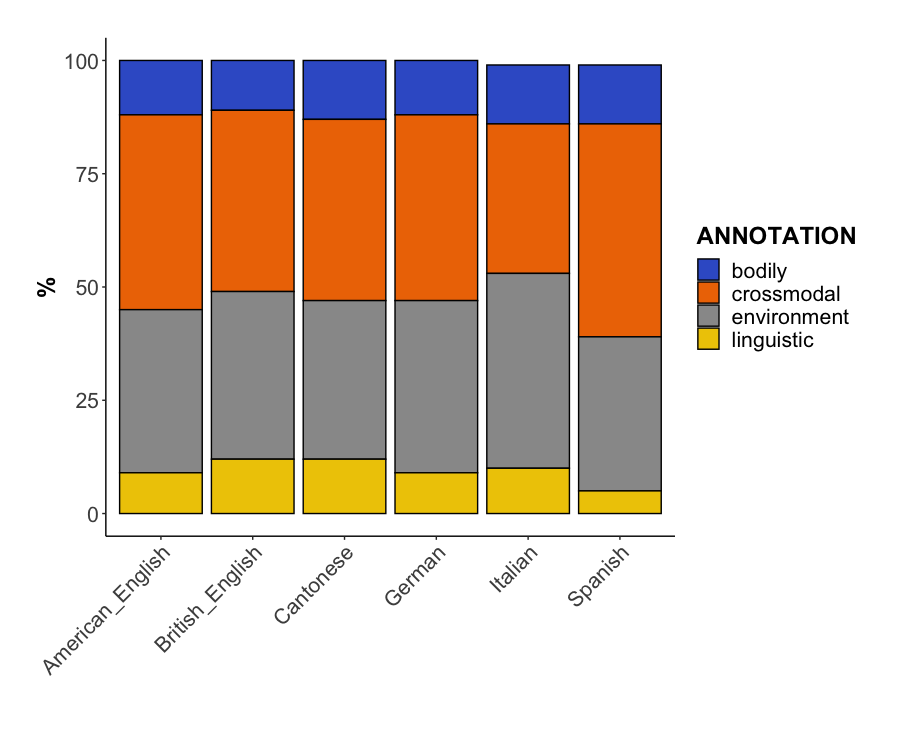 100
75
50
25
0
%
American_English
British_English
Cantonese
German
Italian
Spanish
ANNOTATION
bodily
crossmodal
environment
linguistic